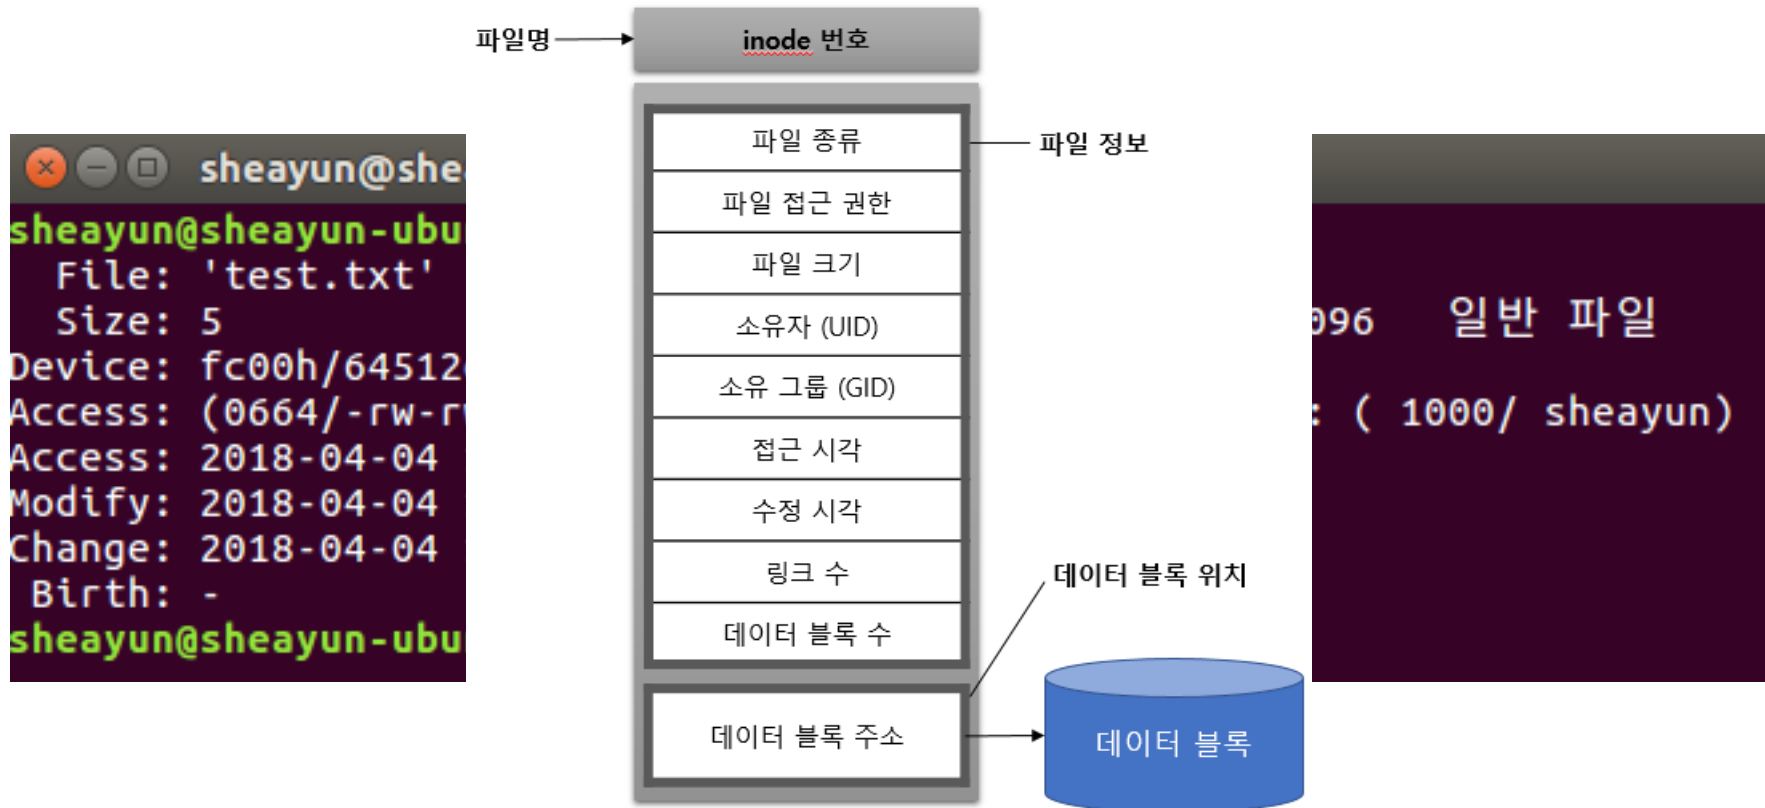 파일명
inode 번호
파일 종류
파일 정보
파일 접근 권한
파일 크기
소유자 (UID)
소유 그룹 (GID)
접근 시각
수정 시각
링크 수
데이터 블록 수
데이터 블록 위치
데이터 블록 주소
데이터 블록
sheayun@she
sheayun@sheayun-ubu
File: 'test.txt'
Size: 5
Device: fc00h/64512
Access: (0664/-rw-r
Access: 2018-04-04
Modify: 2018-04-04
Change: 2018-04-04
Birth: -
sheayun@sheayun-ubu
096 일반 파일
: ( 1000/ sheayun)